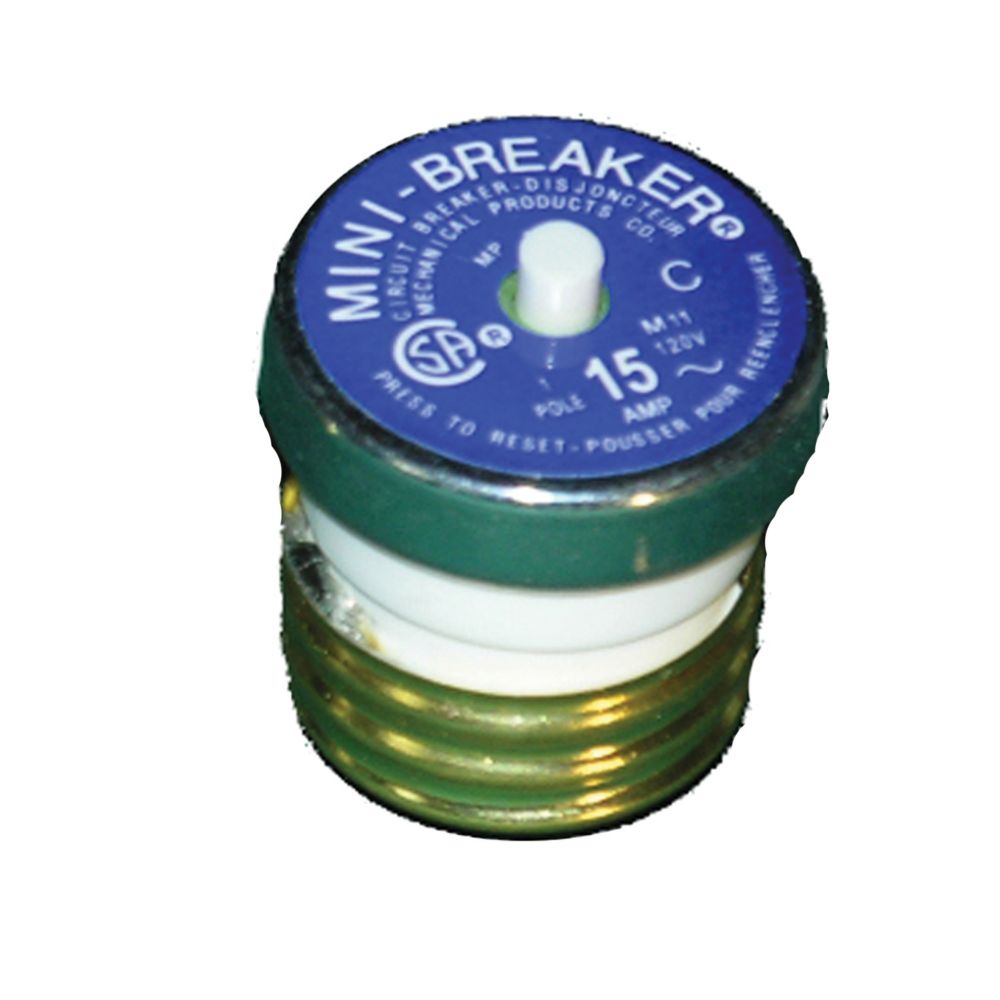 MINI-BREAKER®
CIRCUIT BREAKER-DISJONCTEUR
MECHANICAL PRODUCTS CO.
MP
C
CSA®
M11
120V
1
POLE
15
AMP
PRESS TO RESET-POUSSER POUR REENCLENCHER